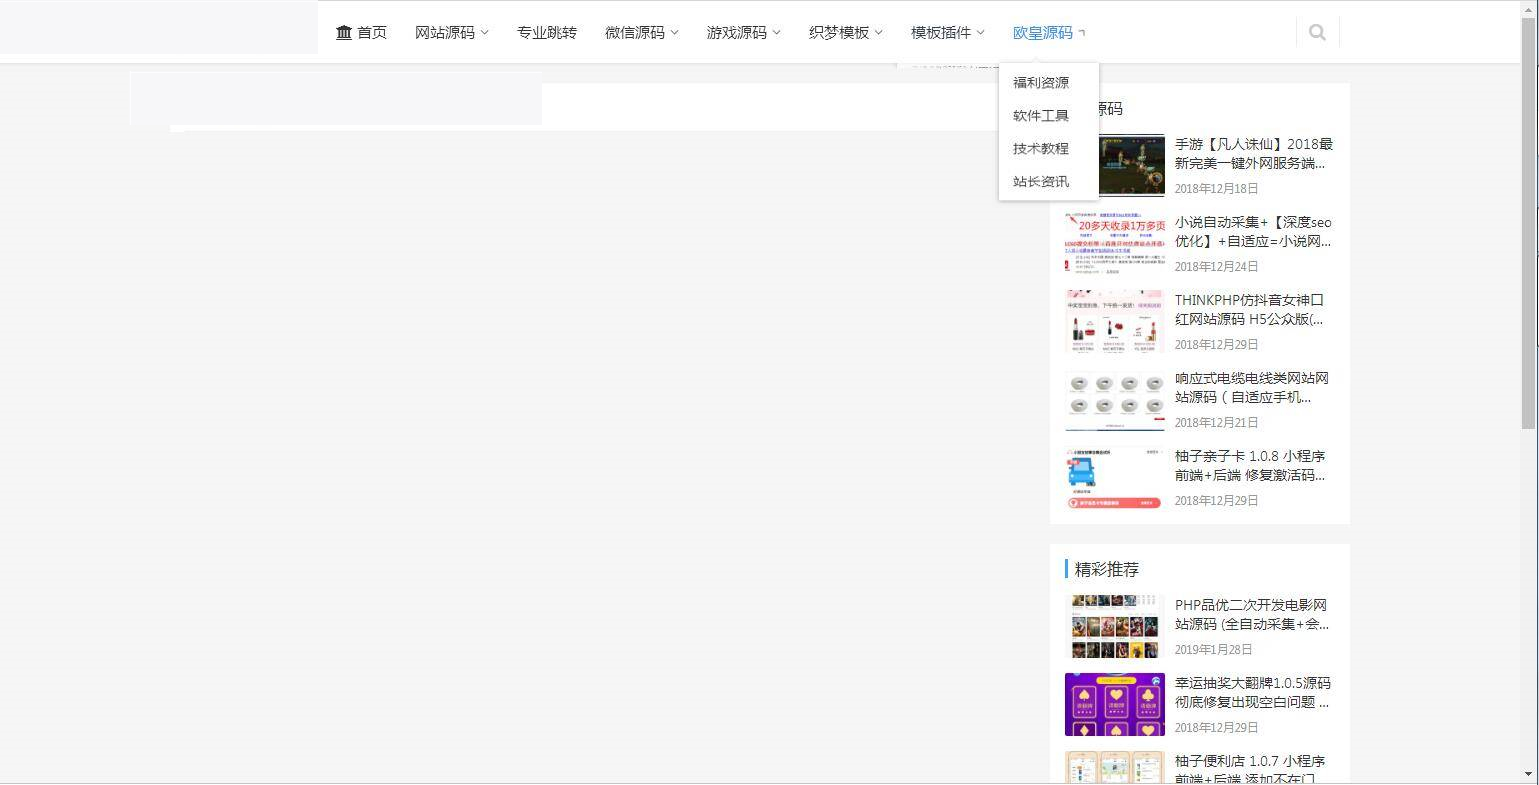 首页
网站源码
专业跳转
微信源码
游戏源码
织梦模板
模板插件
欧皇源码
福利资源
软件工具
技术教程
站长资讯
源码
手游【凡人诛仙】2018最
新完美一键外网服务端...
2018年12月18日
20多天收录1万多页
小说自动采集+【深度seo
优化】+自适应=小说网...
2018年12月24日
THINKPHP仿抖音女神口
红网站源码 H5公众版(...
2018年12月29日
响应式电缆电线类网站网
站源码（自适应手机...
2018年12月21日
柚子亲子卡 1.0.8 小程序
前端+后端 修复激活码...
2018年12月29日
精彩推荐
PHP品优二次开发电影网
站源码 (全自动采集+会...
2019年1月28日
幸运抽奖大翻牌1.0.5源码
彻底修复出现空白问题 ...
2018年12月29日
柚子便利店 1.0.7 小程序
前端+后端 添加不在门